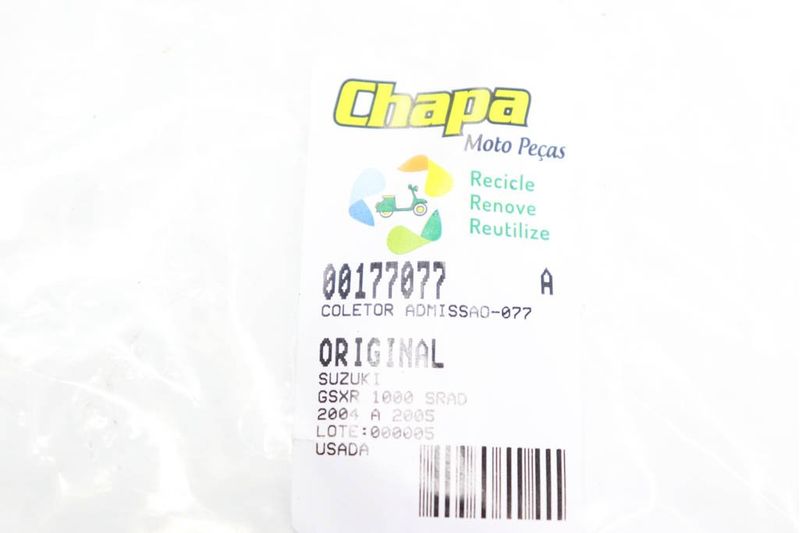 Chapa
Moto Peças
Recicle
Renove
Reutilize
00177077 A
COLETOR ADMISSAO-077
ORIGINAL
SUZUKI
GSXR 1000 SRAD
2004 A 2005
LOTE:000005
USADA